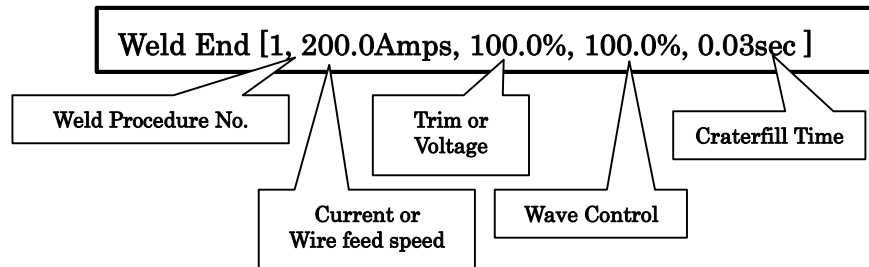 Weld End [1, 200.0Amps, 100.0%, 100.0%, 0.03sec ]
Weld Procedure No.
Trim or
Voltage
Craterfill Time
Current or
Wire feed speed
Wave Control